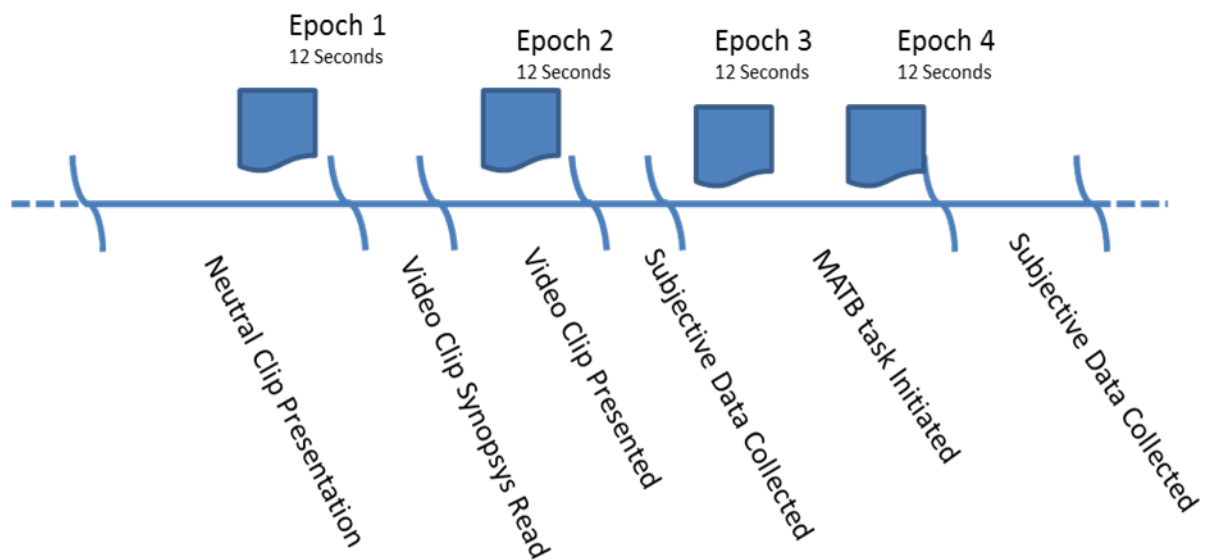 Epoch 1
12 Seconds
Epoch 2
12 Seconds
Epoch 3
12 Seconds
Epoch 4
12 Seconds
Neutral Clip Presentation
Video Clip Synopsys Read
Video Clip Presented
Subjective Data Collected
MATB task Initiated
Subjective Data Collected